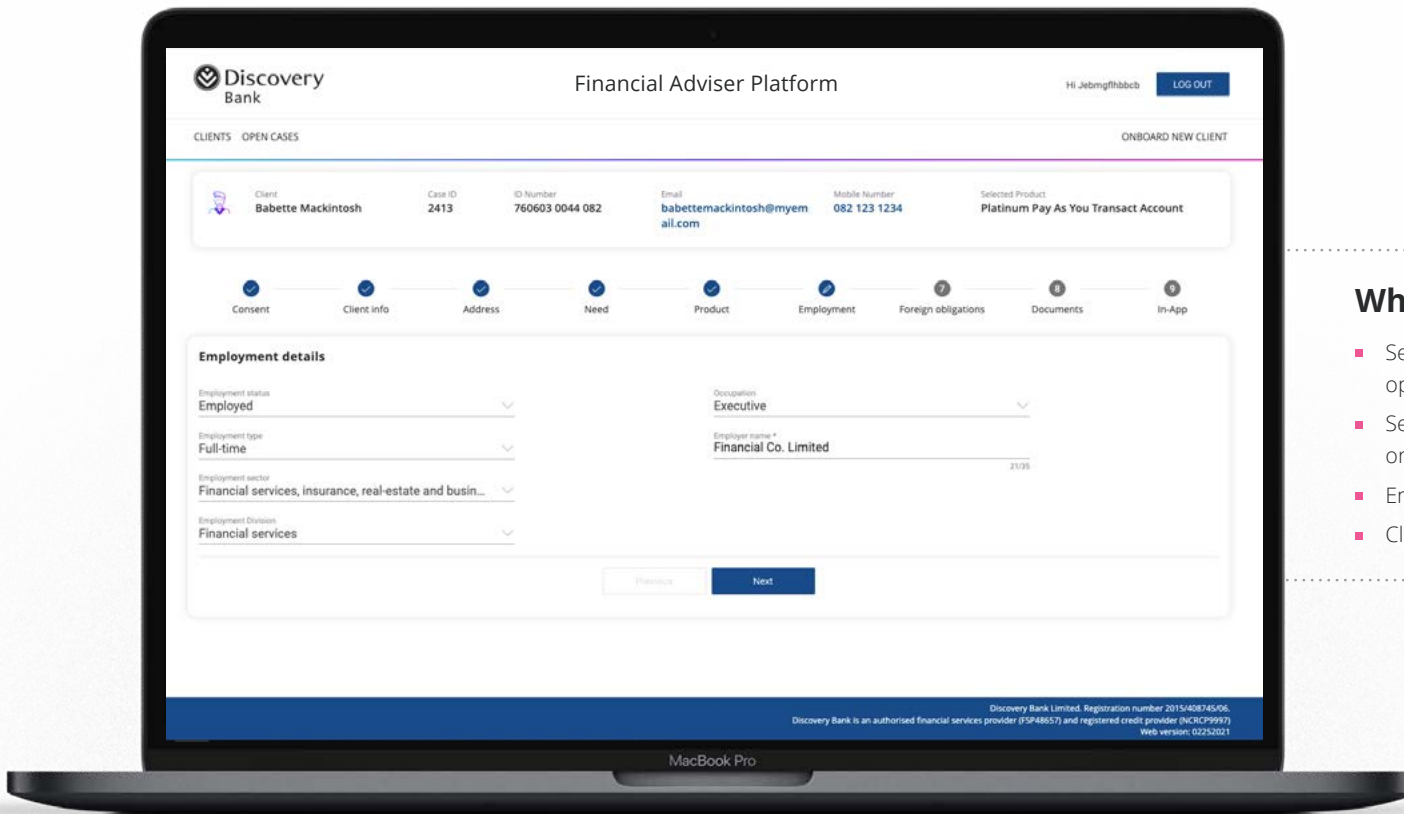 Discovery
Bank
Financial Adviser Platform
Hi Jebmgflhbbcb
LOG OUT
CLIENTS OPEN CASES
ONBOARD NEW CLIENT
Client
Babette Mackintosh
Case ID
2413
ID Number
760603 0044 082
Email
babettemackintosh@myem
ail.com
Mobile Number
082 123 1234
Selected Product
Platinum Pay As You Transact Account
Consent
Client info
Address
Need
Product
Employment
7
Foreign obligations
8
Documents
9
In-App
Employment details
Employment status
Employed
Occupation
Executive
Employment type
Full-time
Employer name *
Financial Co. Limited
21/35
Employment sector
Financial services, insurance, real-estate and busin...
Employment Division
Financial services
Previous
Next
Discovery Bank Limited. Registration number 2015/408745/06.
Discovery Bank is an authorised financial services provider (FSP48657) and registered credit provider (NCRCP9997)
Web version: 02252021
MacBook Pro
Wh
Se
op
Se
or
Er
Cl